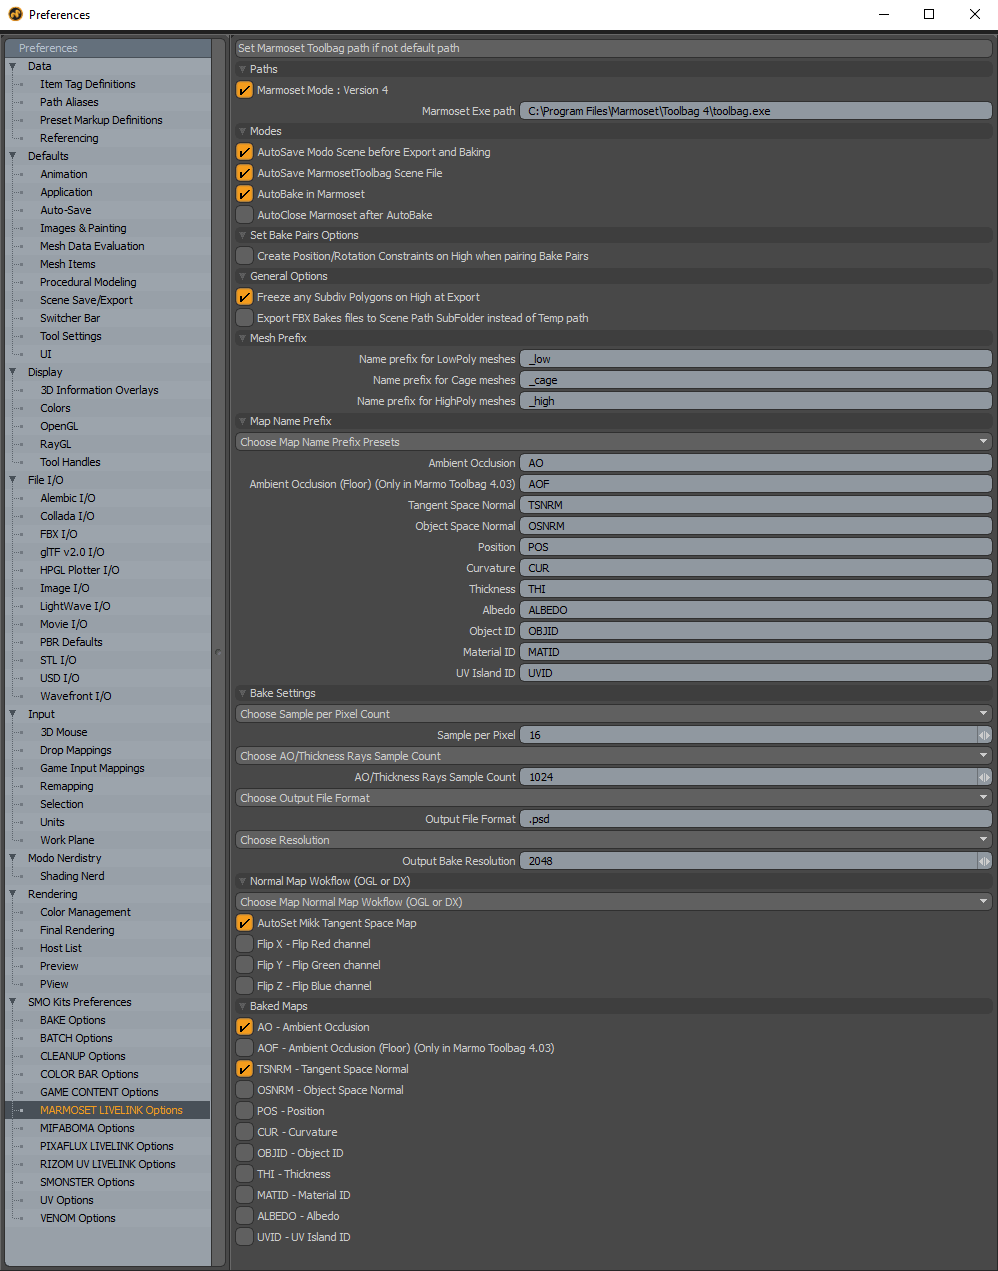 Preferences
Preferences
Data
Item Tag Definitions
Path Aliases
Preset Markup Definitions
Referencing
Defaults
Animation
Application
Auto-Save
Images & Painting
Mesh Data Evaluation
Mesh Items
Procedural Modeling
Scene Save/Export
Switcher Bar
Tool Settings
UI
Display
3D Information Overlays
Colors
OpenGL
RayGL
Tool Handles
File I/O
Alembic I/O
Collada I/O
FBX I/O
glTF v2.0 I/O
HPGL Plotter I/O
Image I/O
LightWave I/O
Movie I/O
PBR Defaults
STL I/O
USD I/O
Wavefront I/O
Input
3D Mouse
Drop Mappings
Game Input Mappings
Remapping
Selection
Units
Work Plane
Modo Nerdistry
Shading Nerd
Rendering
Color Management
Final Rendering
Host List
Preview
PView
SMO Kits Preferences
BAKE Options
BATCH Options
CLEANUP Options
COLOR BAR Options
GAME CONTENT Options
MARMOSET LIVELINK Options
MIFABOMA Options
PIXAFLUX LIVELINK Options
RIZOM UV LIVELINK Options
SMONSTER Options
UV Options
VENOM Options
Set Marmoset Toolbag path if not default path
Paths
Marmoset Mode : Version 4
Marmoset Exe path C:\Program Files\Marmoset\Toolbag 4\toolbag.exe
Modes
AutoSave Modo Scene before Export and Baking
AutoSave MarmosetToolbag Scene File
AutoBake in Marmoset
AutoClose Marmoset after AutoBake
Set Bake Pairs Options
Create Position/Rotation Constraints on High when pairing Bake Pairs
General Options
Freeze any Subdiv Polygons on High at Export
Export FBX Bakes files to Scene Path SubFolder instead of Temp path
Mesh Prefix
Name prefix for LowPoly meshes _low
Name prefix for Cage meshes _cage
Name prefix for HighPoly meshes _high
Map Name Prefix
Choose Map Name Prefix Presets
Ambient Occlusion AO
Ambient Occlusion (Floor) (Only in Marmo Toolbag 4.03) AOF
Tangent Space Normal TSNRM
Object Space Normal OSNRM
Position POS
Curvature CUR
Thickness THI
Albedo ALBEDO
Object ID OBJID
Material ID MATID
UV Island ID UVID
Bake Settings
Choose Sample per Pixel Count
Sample per Pixel 16
Choose AO/Thickness Rays Sample Count
AO/Thickness Rays Sample Count 1024
Choose Output File Format
Output File Format .psd
Choose Resolution
Output Bake Resolution 2048
Normal Map Wokflow (OGL or DX)
Choose Map Normal Map Wokflow (OGL or DX)
AutoSet Mikk Tangent Space Map
Flip X - Flip Red channel
Flip Y - Flip Green channel
Flip Z - Flip Blue channel
Baked Maps
AO - Ambient Occlusion
AOF - Ambient Occlusion (Floor) (Only in Marmo Toolbag 4.03)
TSNRM - Tangent Space Normal
OSNRM - Object Space Normal
POS - Position
CUR - Curvature
OBJID - Object ID
THI - Thickness
MATID - Material ID
ALBEDO - Albedo
UVID - UV Island ID